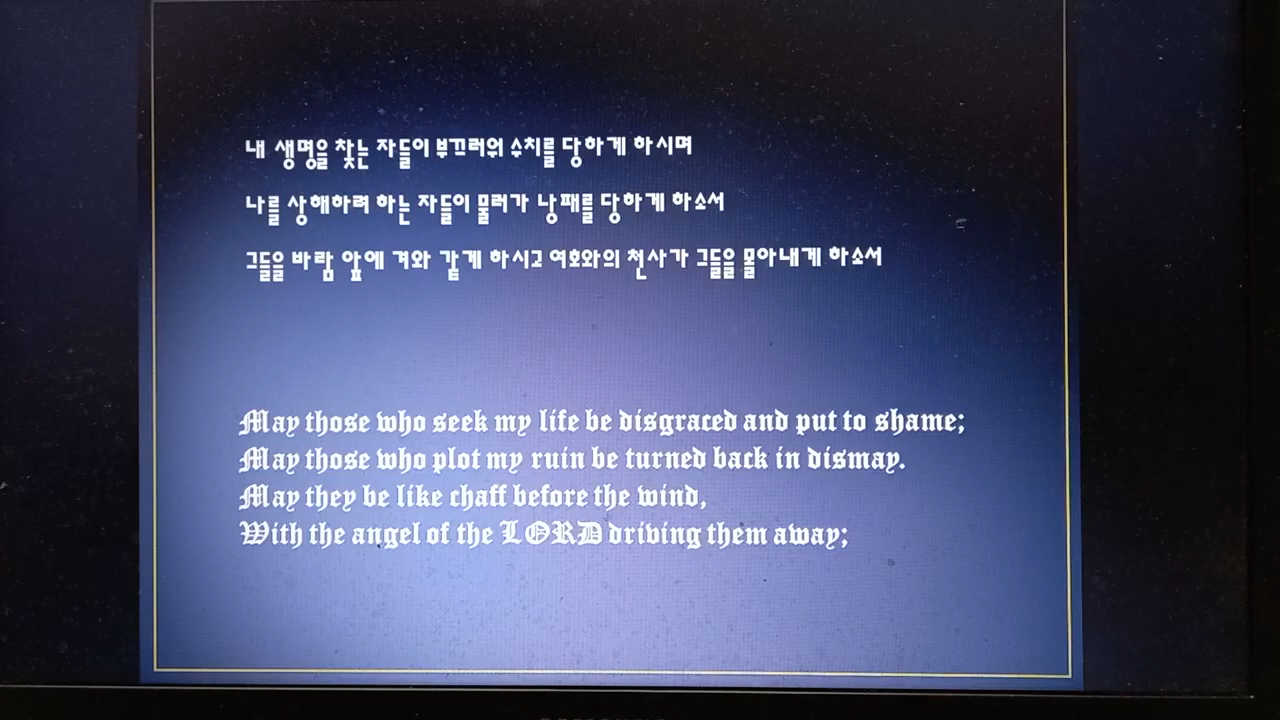 내 생명을 찾는 자들이 부끄러워 수치를 당하게 하시며
나를 상해하려 하는 자들이 물러가 낭패를 당하게 하소서
그들을 바람 앞에 겨와 같게 하시고 여호와의 천사가 그들을 몰아내게 하소서
May those who seek my life be disgraced and put to shame;
May those who plot my ruin be turned back in dismay.
May they be like chaff before the wind,
With the angel of the LORD driving them away;